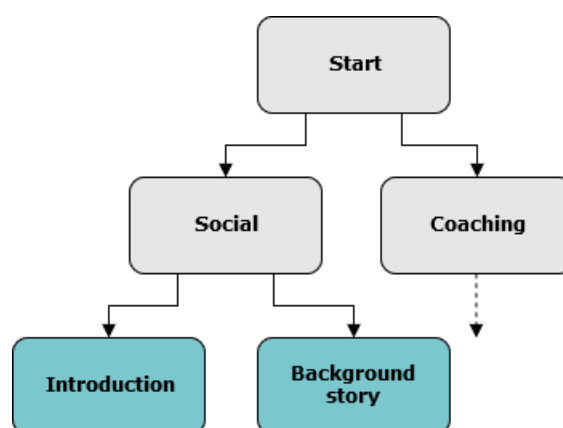 Start
Social
Coaching
Introduction
Background
story